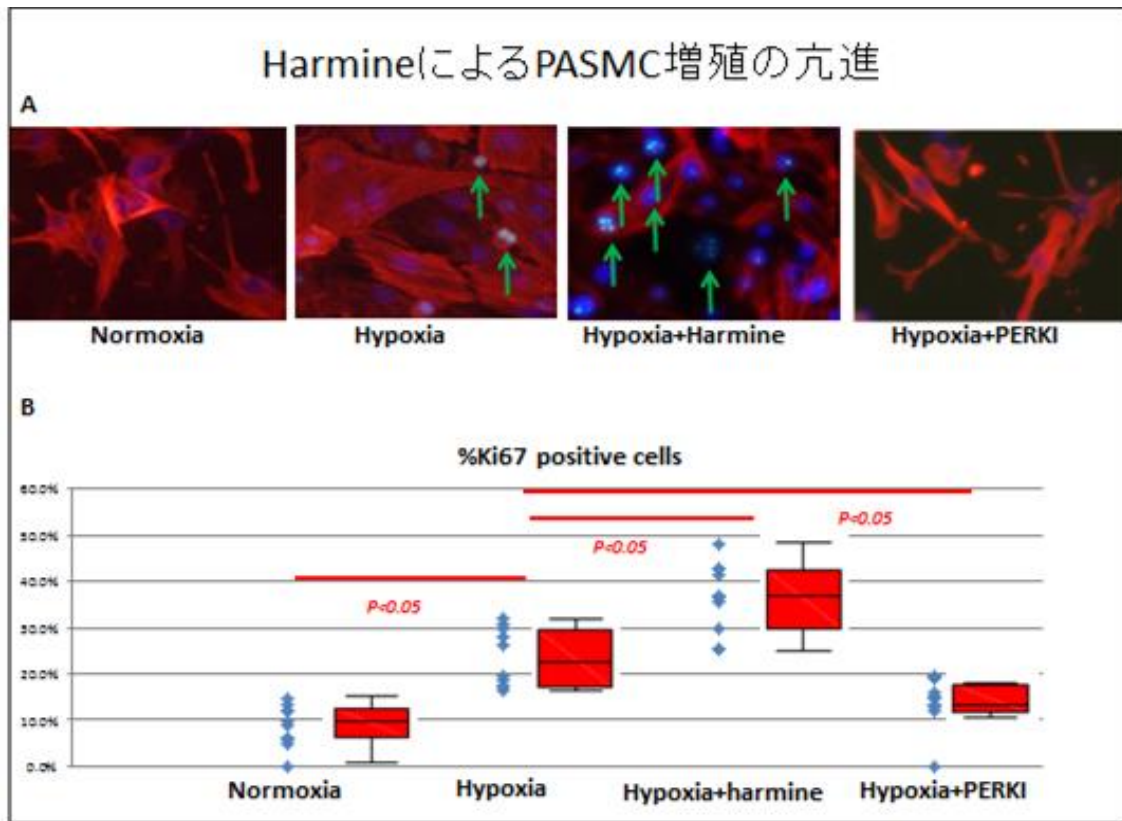 HarmineによるPASMC増殖の亢進
A
Normoxia
Hypoxia
Hypoxia+Harmine
Hypoxia+PERKI
B
%Ki67 positive cells
60.0%
50.0%
40.0%
30.0%
20.0%
10.0%
0.0%
P<0.05
P<0.05
P<0.05
Normoxia
Hypoxia
Hypoxia+harmine
Hypoxia+PERKI